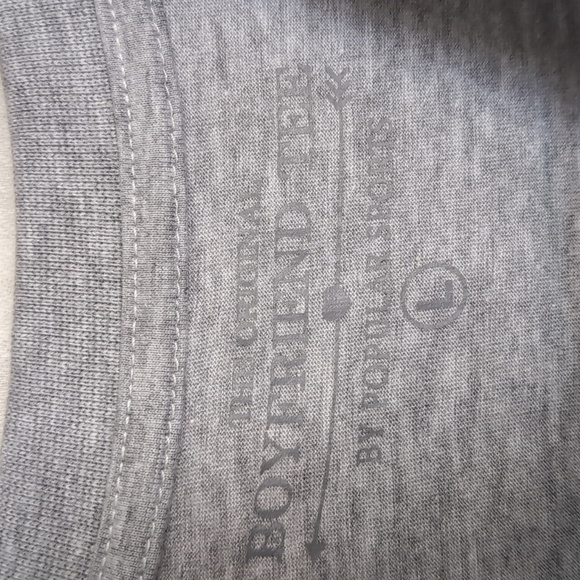 THE ORIGINAL
BOYFRIEND TEE
BY POPULAR SPORTS
L